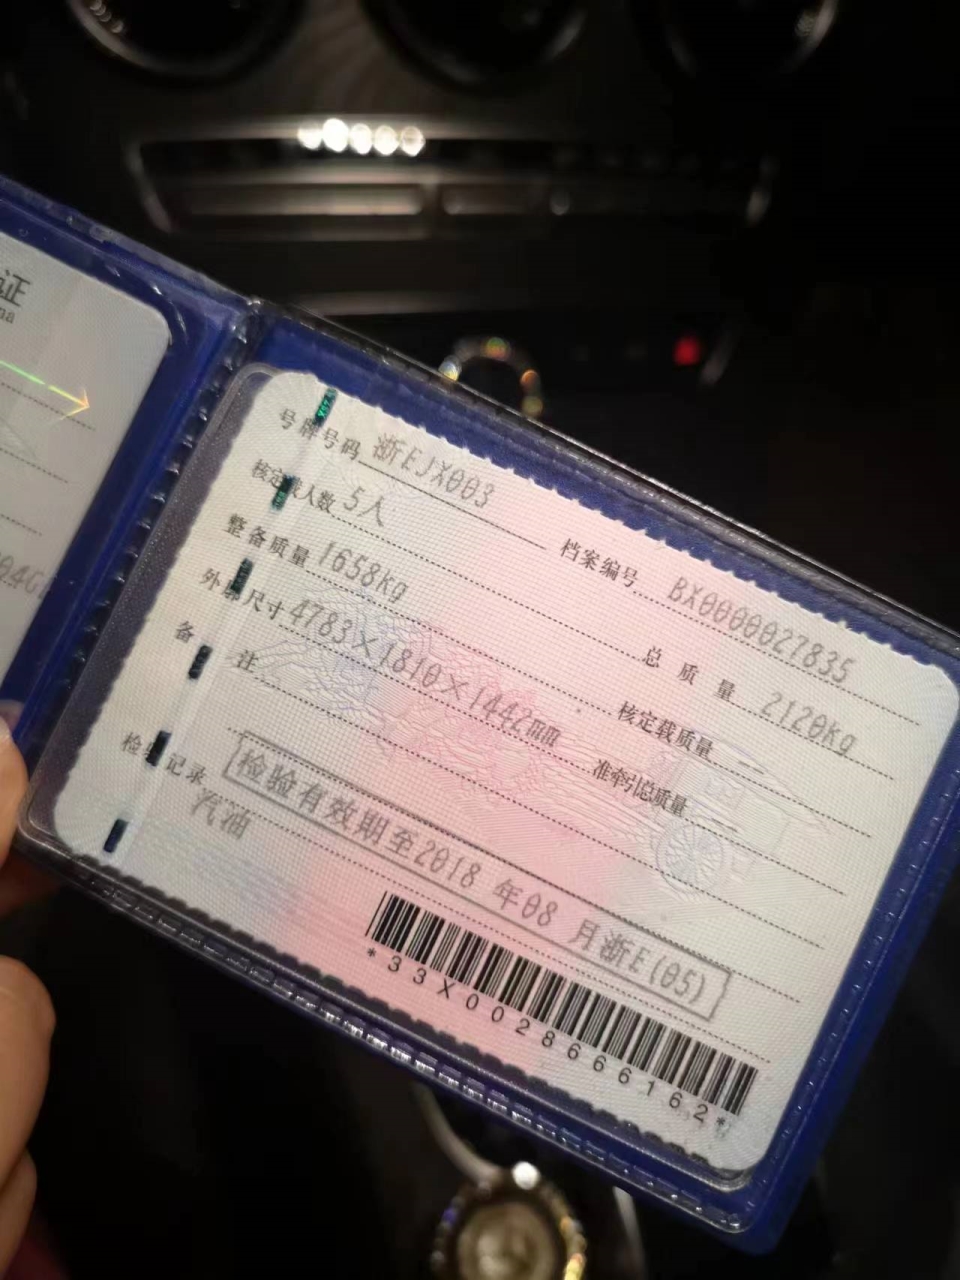 证
na
号牌号码 浙EJX003 档案编号 BX0000027835
核定载人数 5人 总质量 2120kg
整备质量 1658kg 核定载质量 --
外廓尺寸 4783×1810×1442mm 准牵引总质量 --
备注
检验记录 检验有效期至2018年08月浙E(05)
汽油
*33X0028666162*